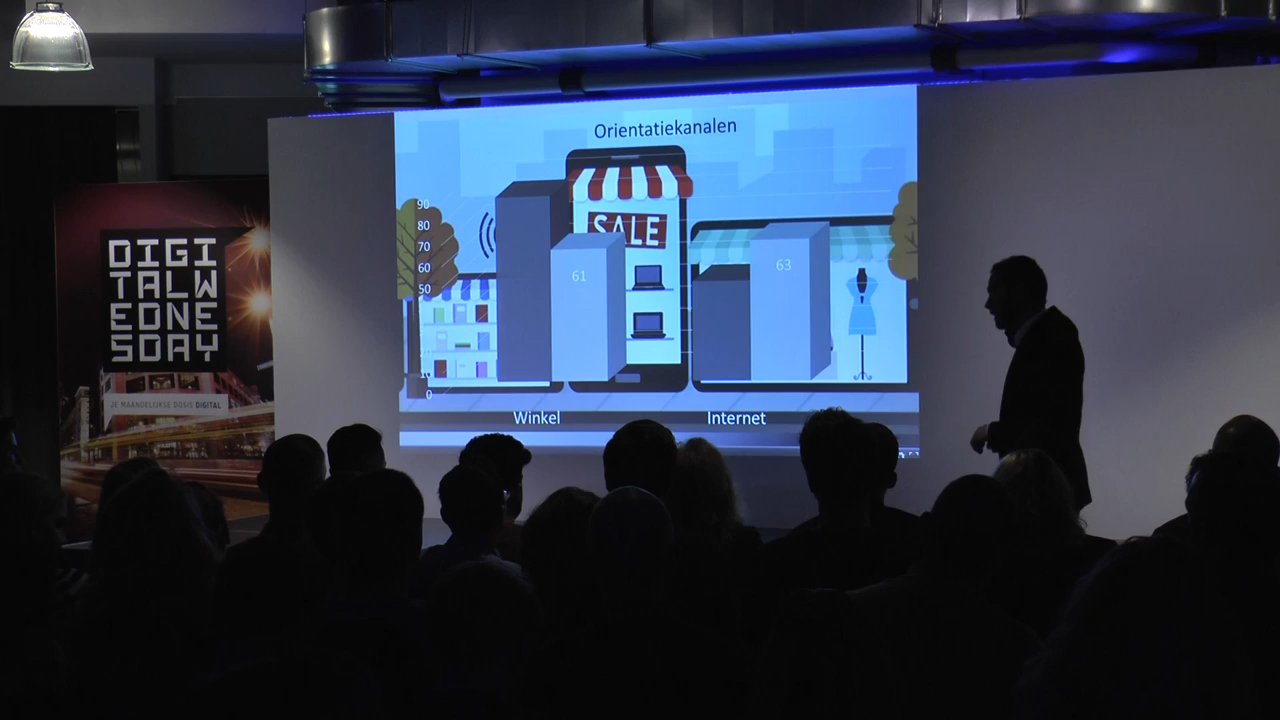 Orientatiekanalen
90
80
70
60
50
0
SALE
61
63
Winkel
Internet
DIGI
TALW
EDNE
SDAY
JE MAANDELIJKSE DOSIS DIGITAL